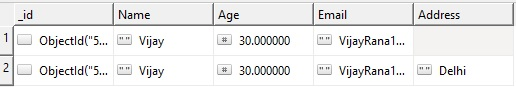 _id Name Age Email Address
1 ObjectId("5... "" Vijay # 30.000000 "" VijayRana1...
2 ObjectId("5... "" Vijay # 30.000000 "" VijayRana1... "" Delhi